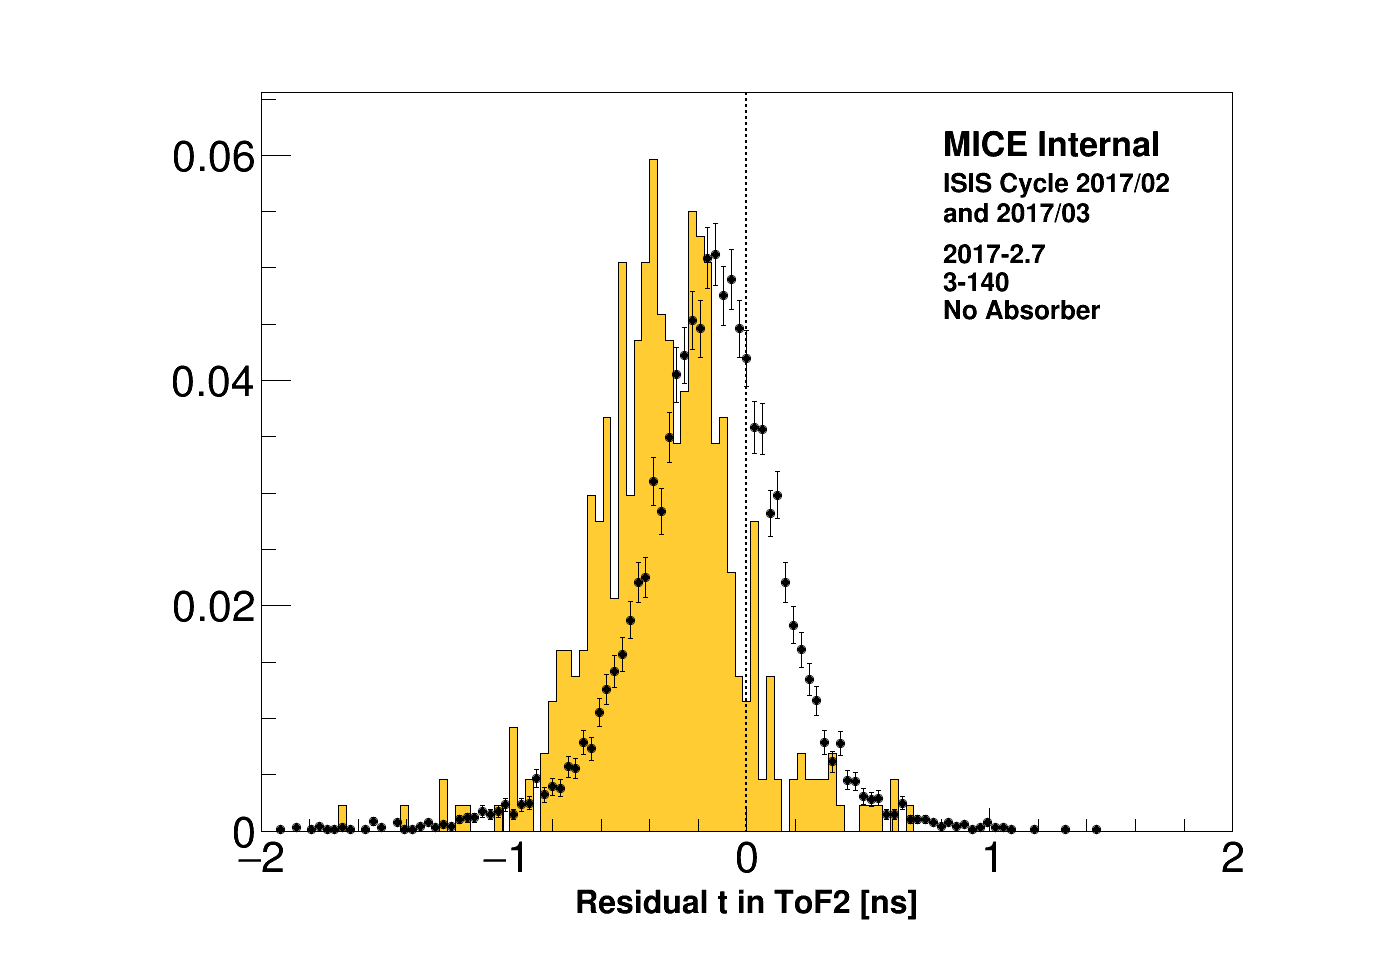 MICE Internal
ISIS Cycle 2017/02
and 2017/03
2017-2.7
3-140
No Absorber
0.06
0.04
0.02
0
−2
−1
0
1
2
Residual t in ToF2 [ns]